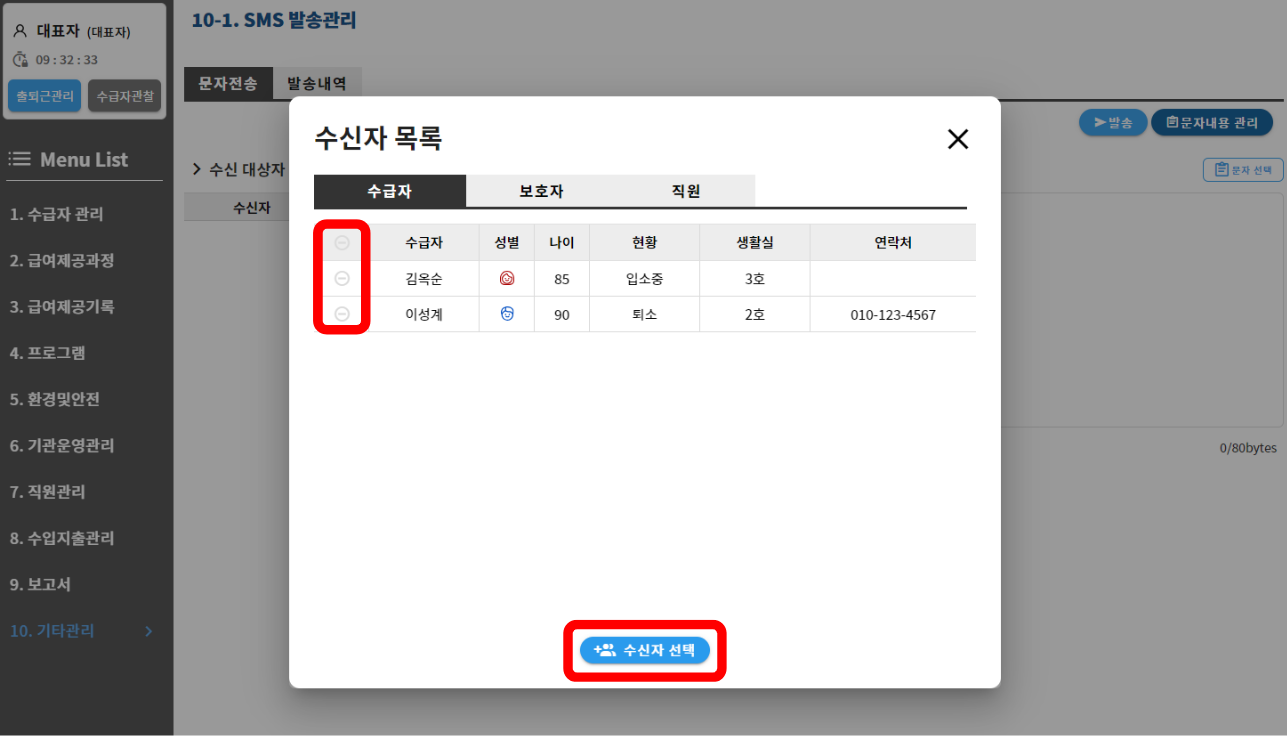 대표자 (대표자)
09 : 32 : 33
출퇴근관리 수급자관찰
Menu List
1. 수급자 관리
2. 급여제공과정
3. 급여제공기록
4. 프로그램
5. 환경및안전
6. 기관운영관리
7. 직원관리
8. 수입지출관리
9. 보고서
10. 기타관리
10-1. SMS 발송관리
문자전송 발송내역
발송 문자내용 관리
수신 대상자
문자 선택
수신자
0/80bytes
수신자 목록
수급자 보호자 직원
수급자 성별 나이 현황 생활실 연락처
김옥순 85 입소중 3호
이성계 90 퇴소 2호 010-123-4567
수신자 선택